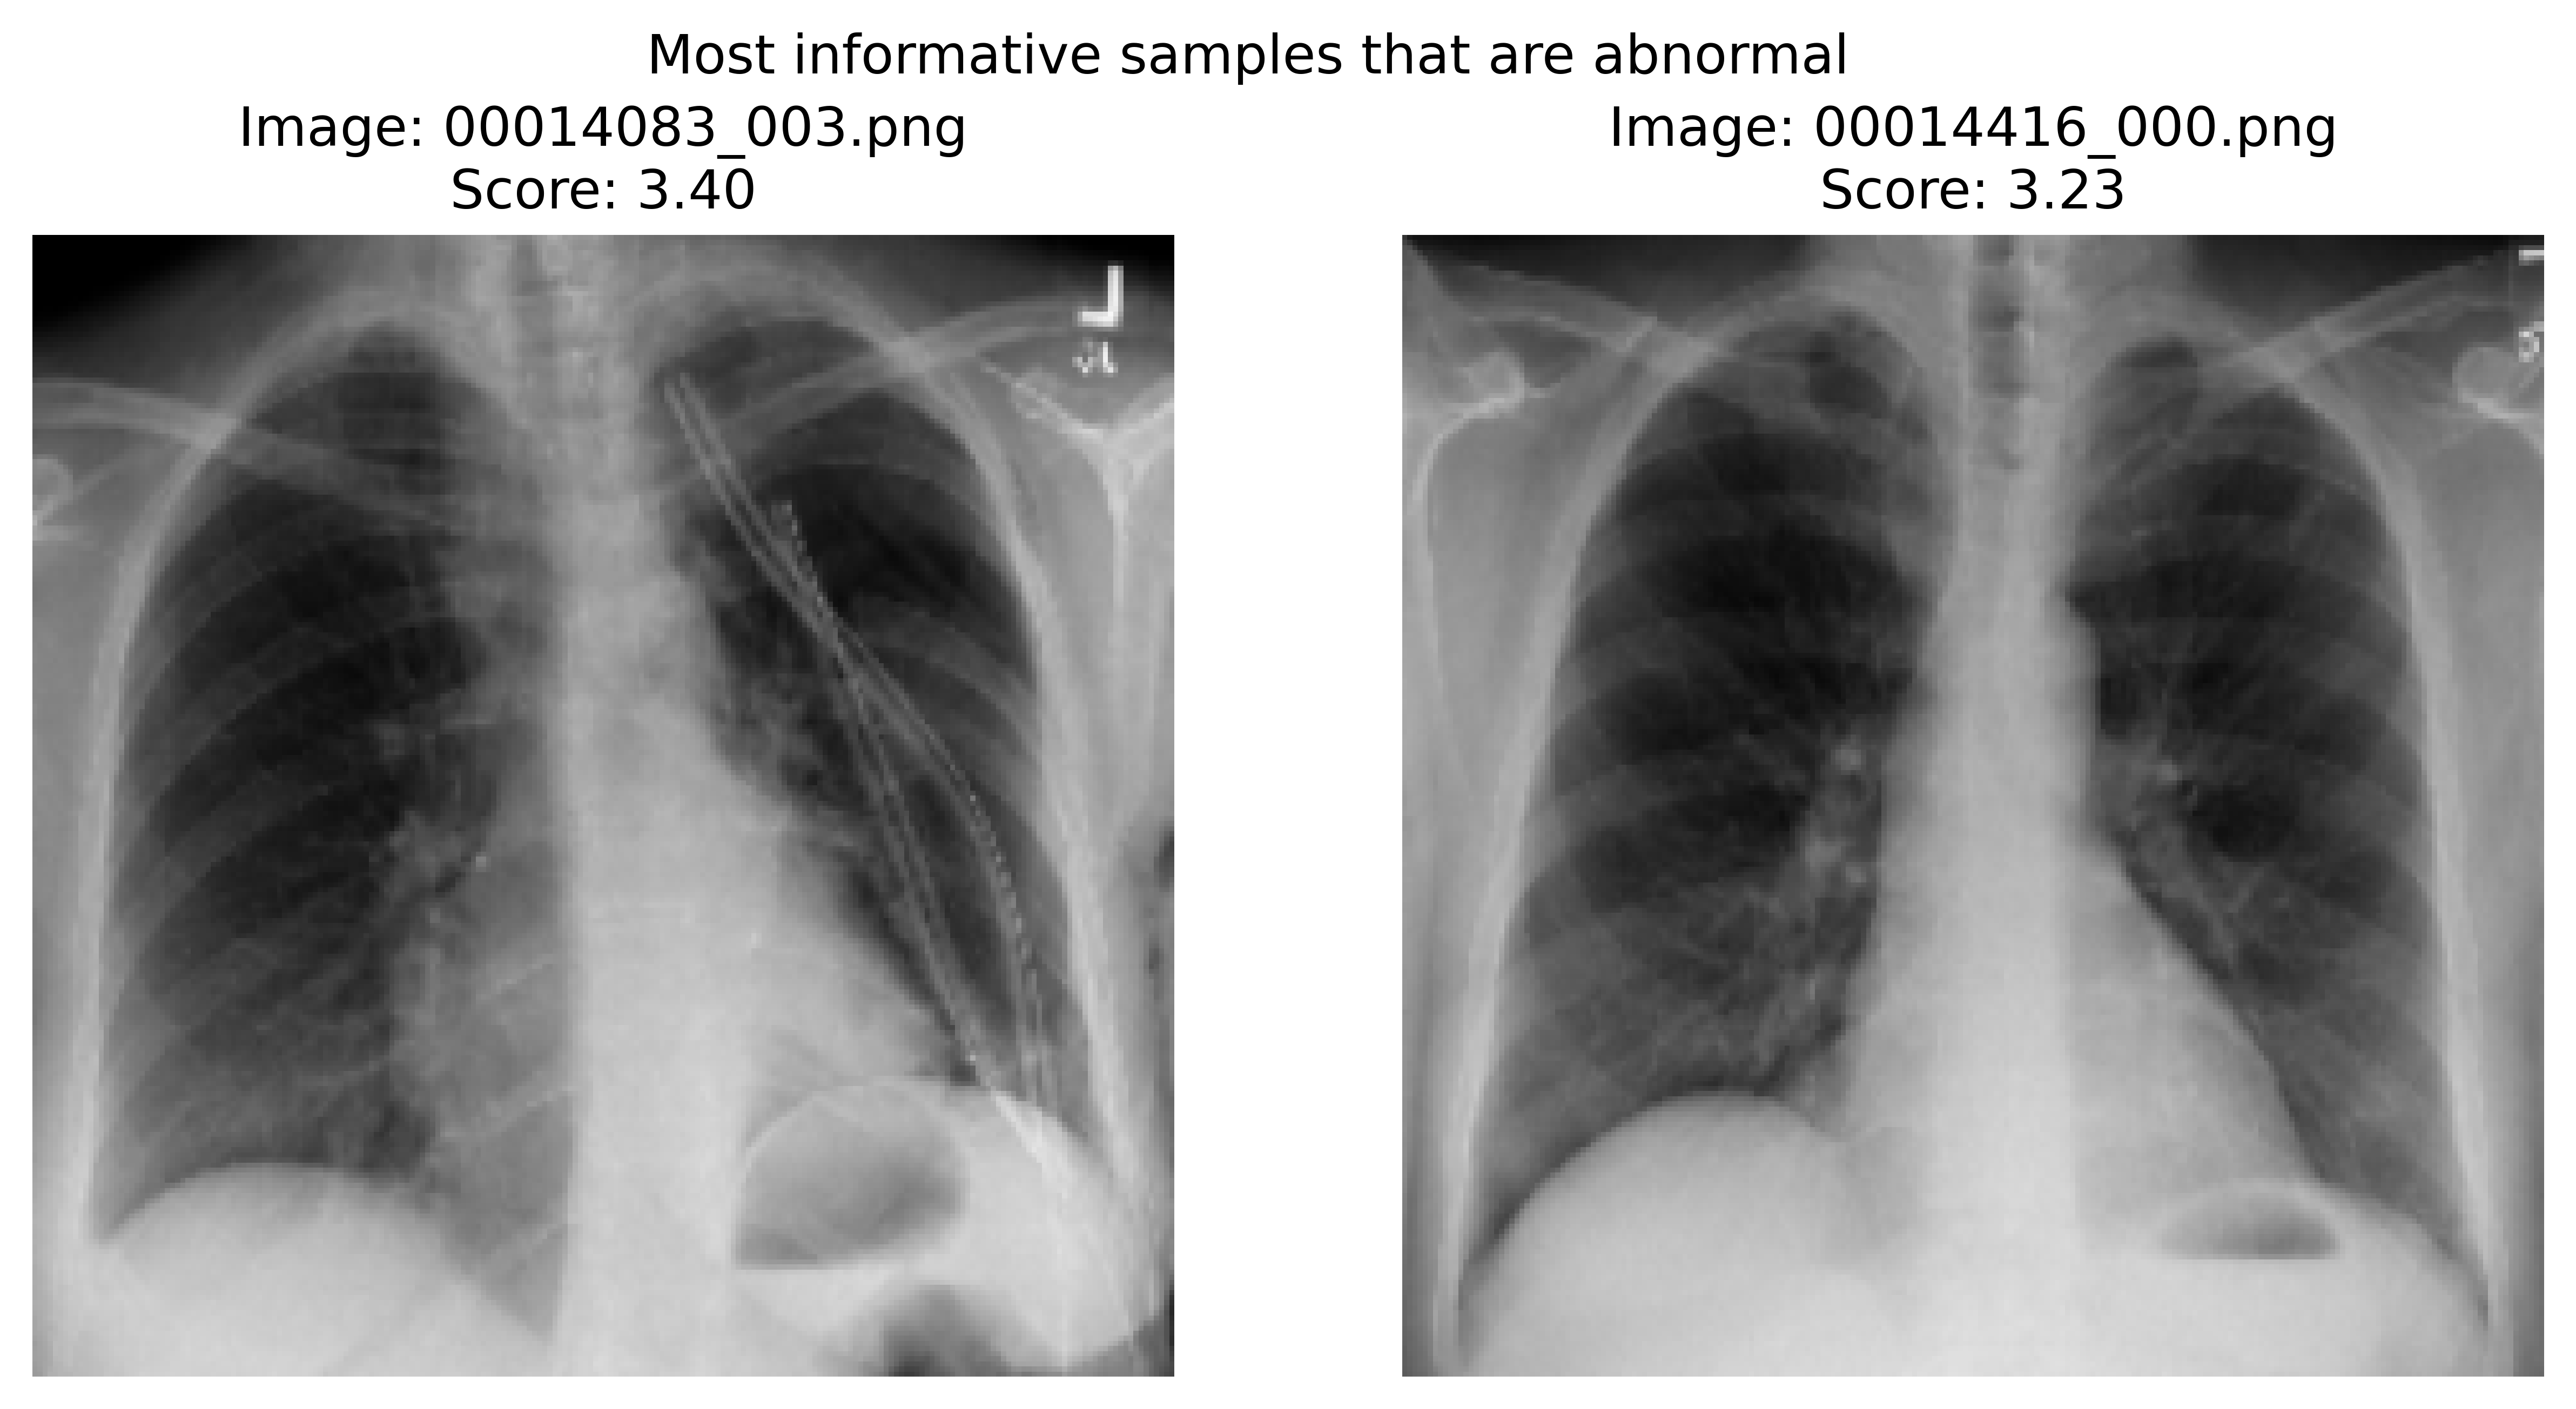 Most informative samples that are abnormal
Image: 00014083_003.png
Score: 3.40
Image: 00014416_000.png
Score: 3.23
L